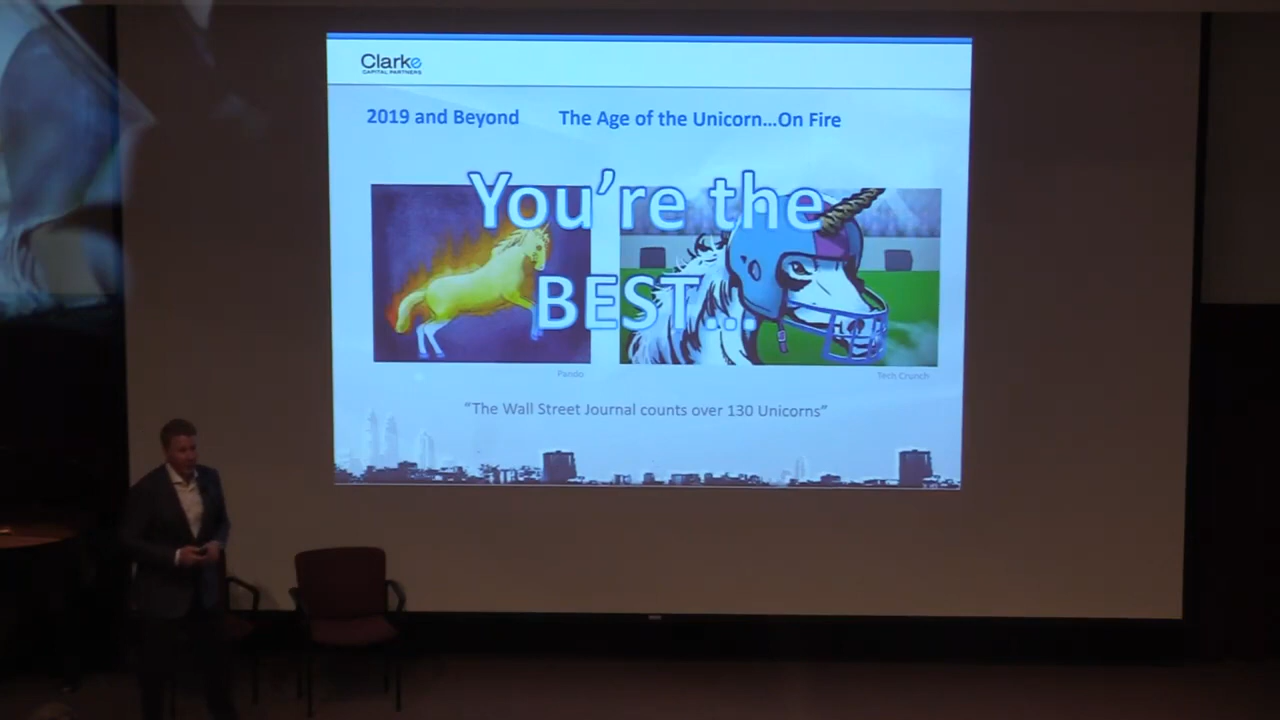 Clarke
CAPITAL PARTNERS
2019 and Beyond The Age of the Unicorn...On Fire
You're the
BEST...
Pando
Tech Crunch
“The Wall Street Journal counts over 130 Unicorns”